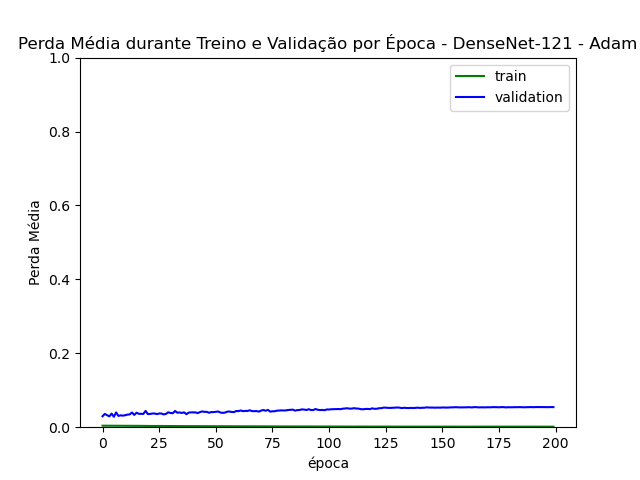 Perda Média durante Treino e Validação por Época - DenseNet-121 - Adam
1.0
0.8
0.6
0.4
0.2
0.0
Perda Média
train
validation
0 25 50 75 100 125 150 175 200
época